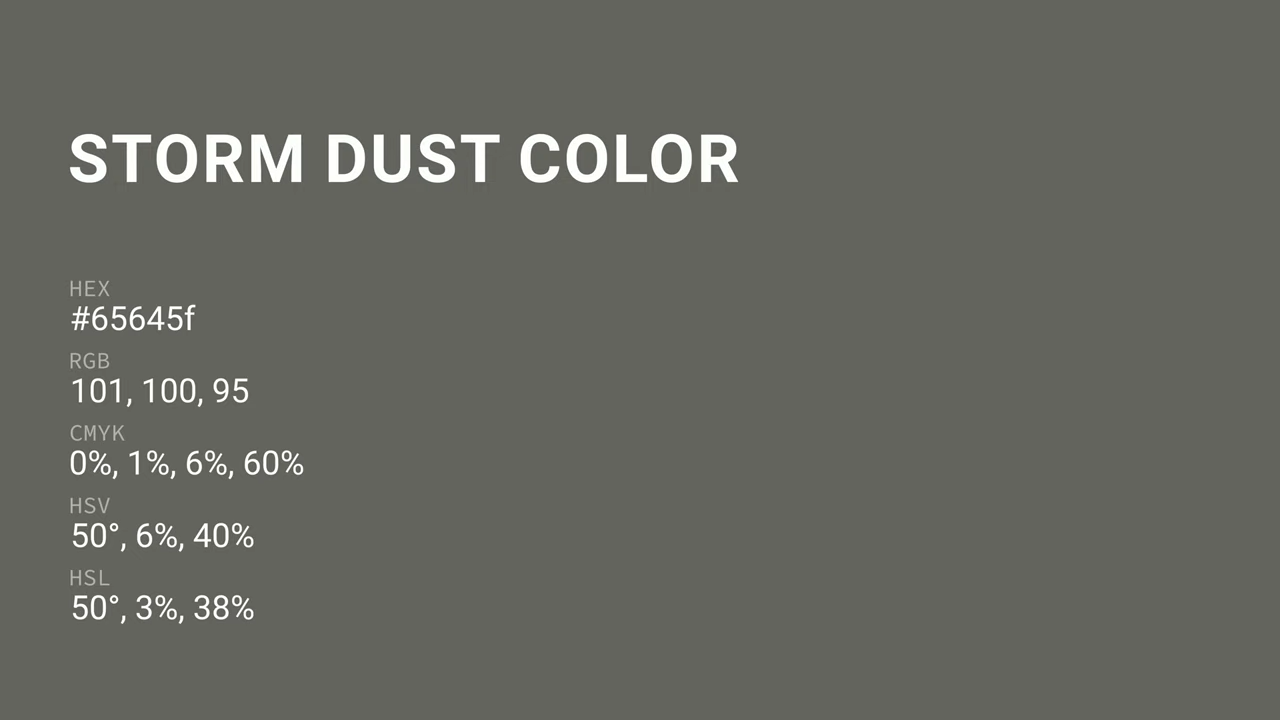 STORM DUST COLOR
HEX
#65645f
RGB
101, 100, 95
CMYK
0%, 1%, 6%, 60%
HSV
50°, 6%, 40%
HSL
50°, 3%, 38%